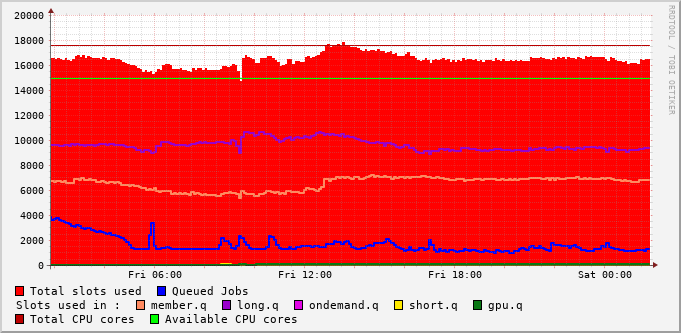 20000
18000
16000
14000
12000
10000
8000
6000
4000
2000
0
Fri 06:00 Fri 12:00 Fri 18:00 Sat 00:00
RRDTOOL / TOBI OETIKER
Total slots used Queued Jobs
Slots used in : member.q long.q ondemand.q short.q gpu.q
Total CPU cores Available CPU cores